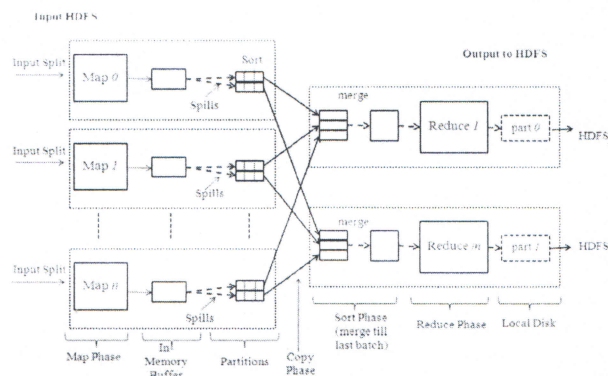 Input HDFS
Input Split
Map 0
Spills
Sort
Input Split
Map 1
Spills
Input Split
Map n
Spills
Output to HDFS
merge
Reduce 1
part 0
HDFS
merge
Reduce m
part 1
HDFS
Map Phase
In
Memory
Buffer
Partitions
Copy
Phase
Sort Phase
(merge till
last batch)
Reduce Phase
Local Disk